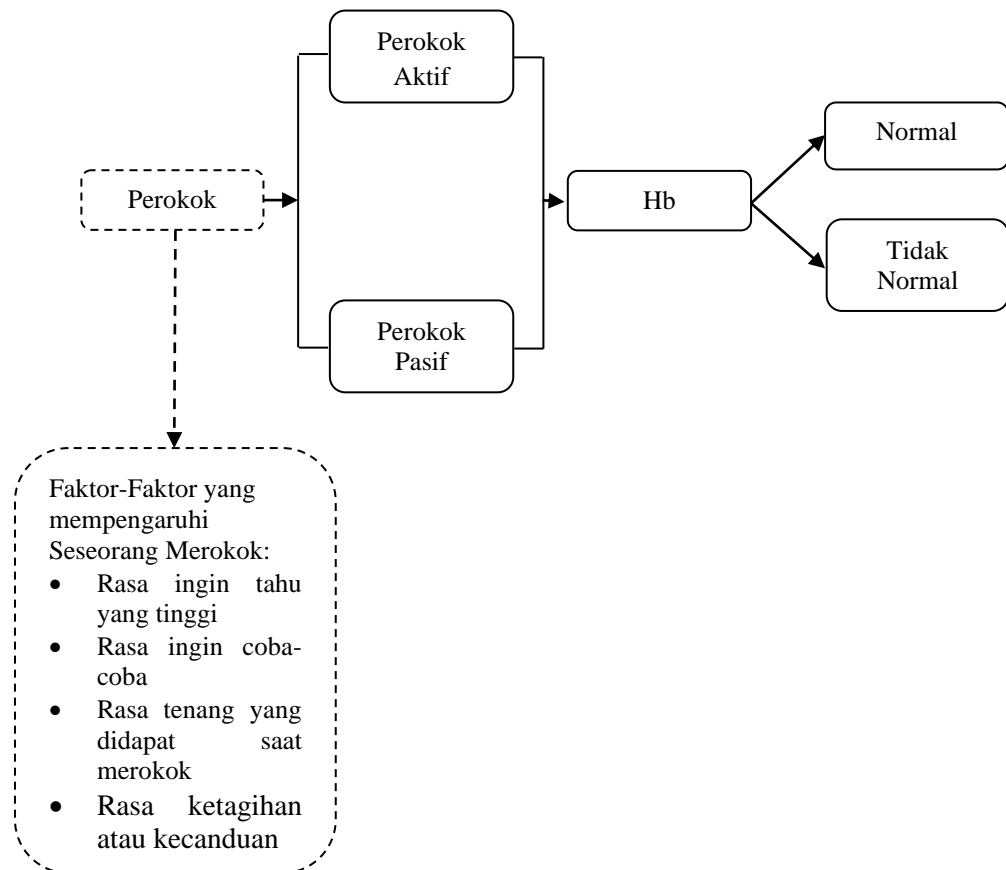 Perokok
Aktif
Normal
Perokok
Hb
Tidak
Normal
Perokok
Pasif
Faktor-Faktor yang
mempengaruhi
Seseorang Merokok:
• Rasa ingin tahu
yang tinggi
• Rasa ingin coba-
coba
• Rasa tenang yang
didapat saat
merokok
• Rasa ketagihan
atau kecanduan